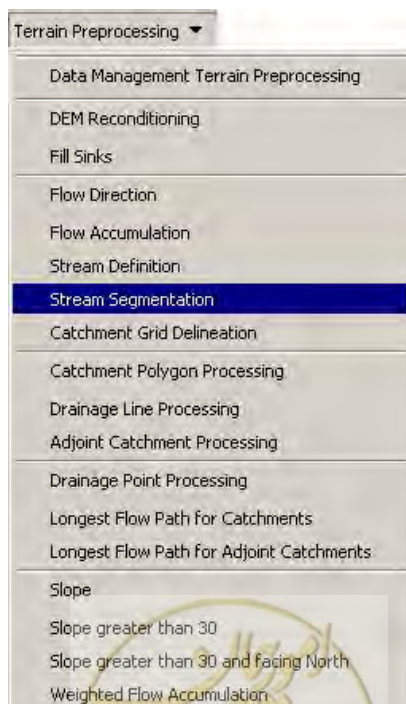 Terrain Preprocessing
Data Management Terrain Preprocessing
DEM Reconditioning
Fill Sinks
Flow Direction
Flow Accumulation
Stream Definition
Stream Segmentation
Catchment Grid Delineation
Catchment Polygon Processing
Drainage Line Processing
Adjoint Catchment Processing
Drainage Point Processing
Longest Flow Path for Catchments
Longest Flow Path for Adjoint Catchments
Slope
Slope greater than 30
Slope greater than 30 and facing North
Weighted Flow Accumulation